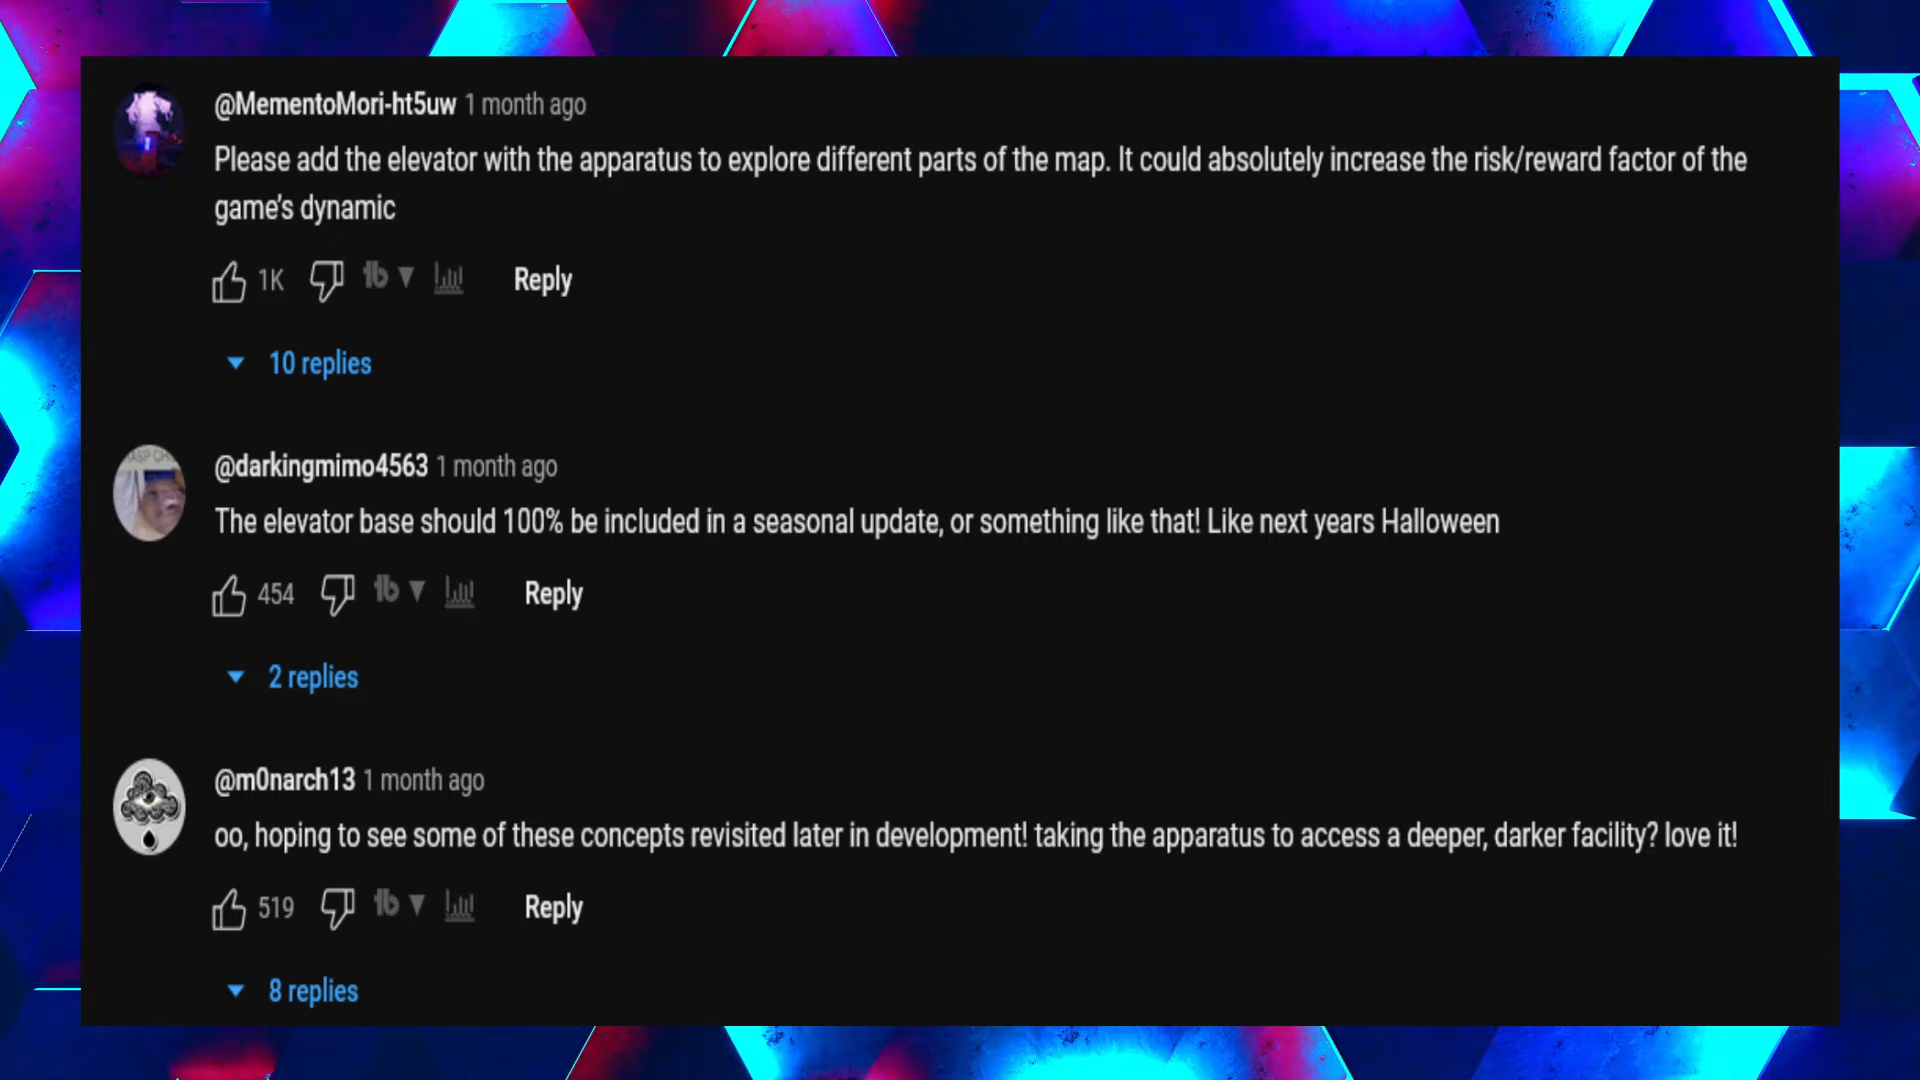 @MementoMori-ht5uw 1 month ago
Please add the elevator with the apparatus to explore different parts of the map. It could absolutely increase the risk/reward factor of the
game's dynamic
1K Reply
10 replies
@darkingmimo4563 1 month ago
The elevator base should 100% be included in a seasonal update, or something like that! Like next years Halloween
454 Reply
2 replies
@m0narch13 1 month ago
oo, hoping to see some of these concepts revisited later in development! taking the apparatus to access a deeper, darker facility? love it!
519 Reply
8 replies